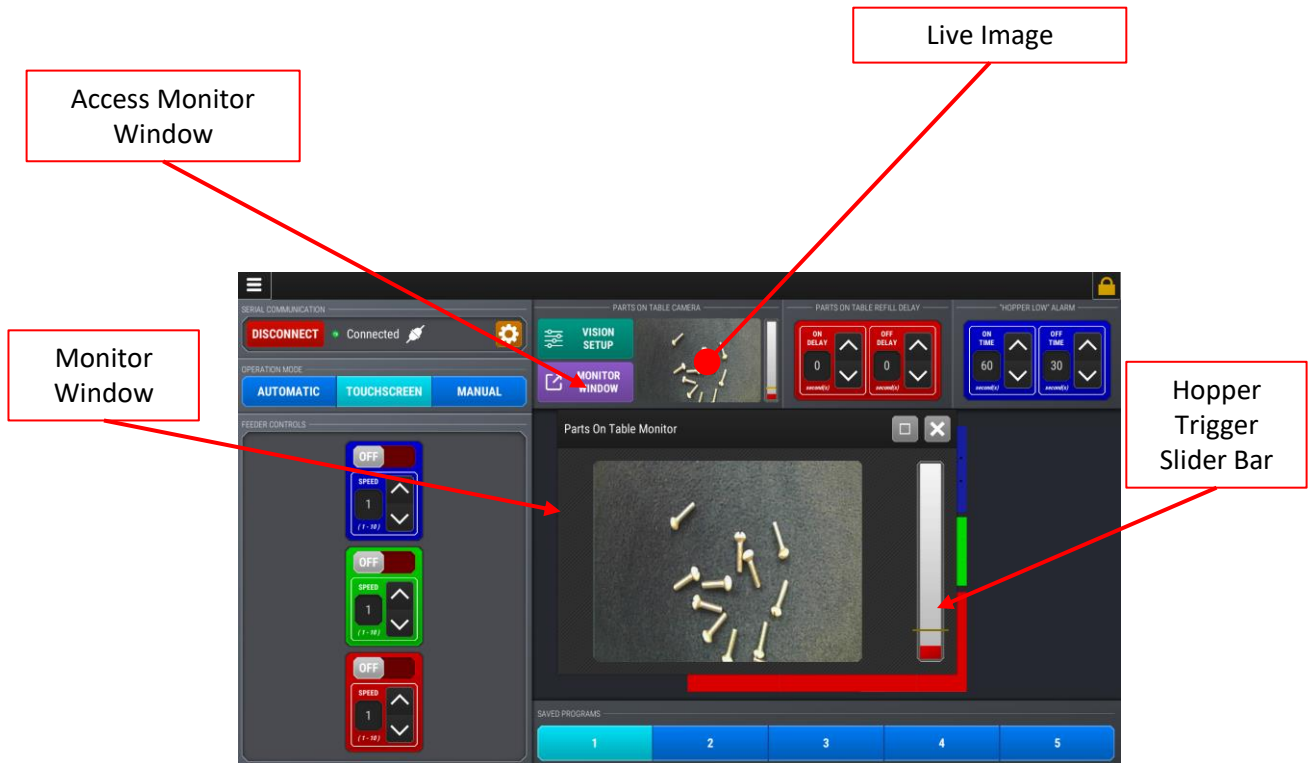 Live Image
Access Monitor
Window
Monitor
Window
Hopper
Trigger
Slider Bar
SERIAL COMMUNICATION
DISCONNECT
Connected
OPERATION MODE
AUTOMATIC
TOUCHSCREEN
MANUAL
FEEDER CONTROLS
OFF
SPEED
1
(1 - 10)
OFF
SPEED
1
(1 - 10)
OFF
SPEED
1
(1 - 10)
PARTS ON TABLE CAMERA
VISION
SETUP
MONITOR
WINDOW
PARTS ON TABLE REFILL DELAY
ON
DELAY
0
second(s)
OFF
DELAY
0
second(s)
"HOPPER LOW" ALARM
ON
TIME
60
second(s)
OFF
TIME
30
second(s)
Parts On Table Monitor
SAVED PROGRAMS
1
2
3
4
5